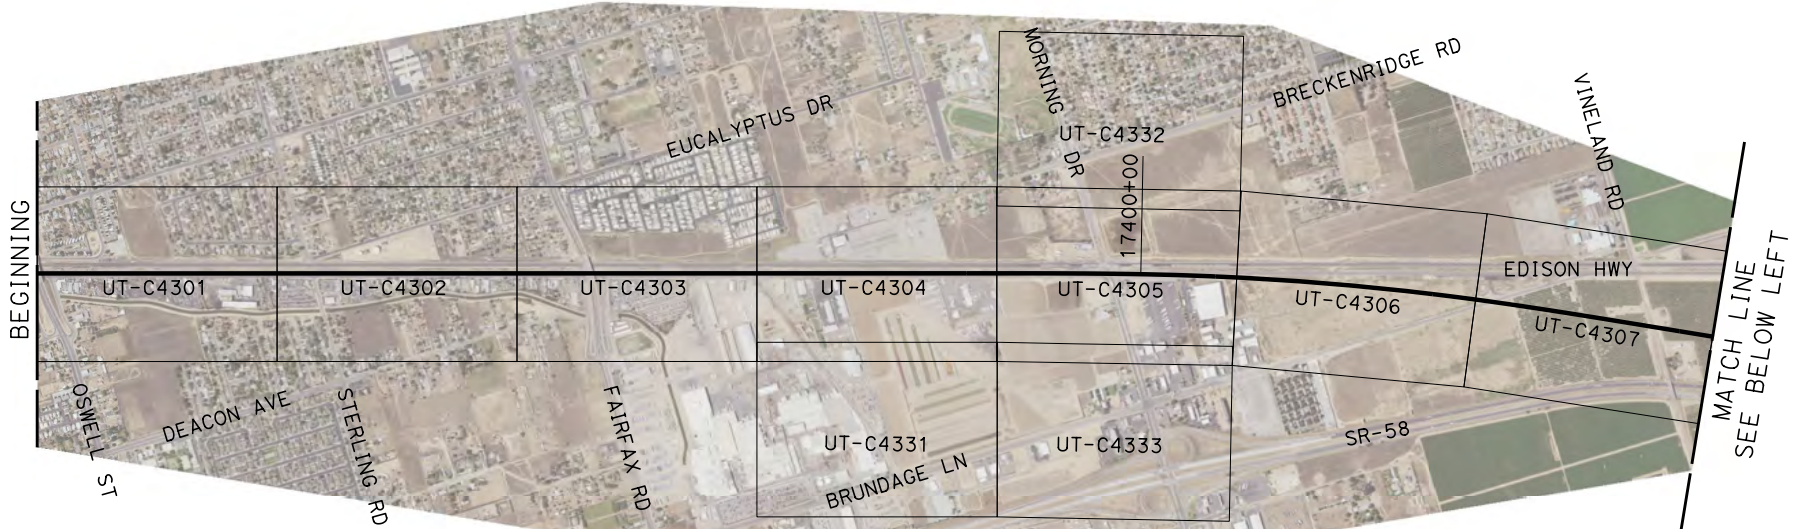 MORNING DR
BRECKENRIDGE RD
VINELAND RD
EUCALYPTUS DR
UT-C4332
17400+00
BEGINNING
EDISON HWY
UT-C4301
UT-C4302
UT-C4303
UT-C4304
UT-C4305
UT-C4306
UT-C4307
MATCH LINE
SEE BELOW LEFT
OSWELL ST
DEACON AVE
STERLING RD
FAIRFAX RD
UT-C4331
BRUNDAGE LN
UT-C4333
SR-58